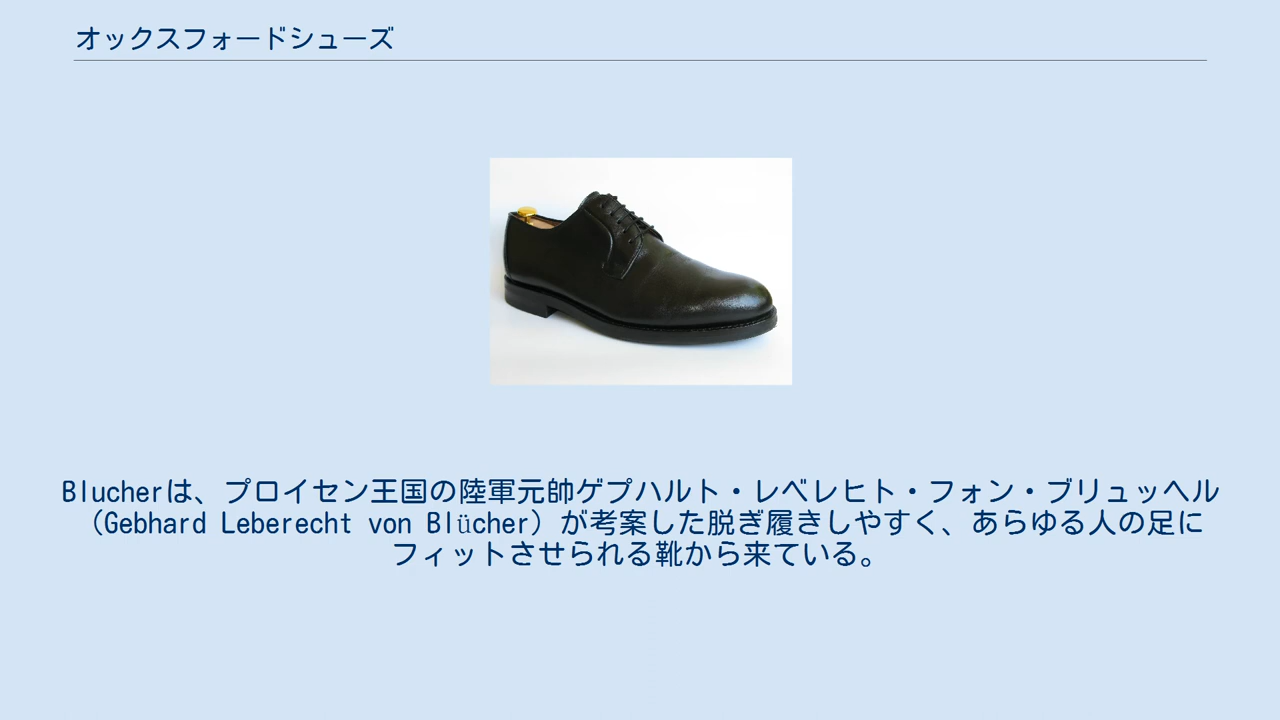 オックスフォードシューズ
Blucherは、プロイセン王国の陸軍元帥ゲプハルト・レベレヒト・フォン・ブリュッヘル
（Gebhard Leberecht von Blücher）が考案した脱ぎ履きしやすく、あらゆる人の足に
フィットさせられる靴から来ている。